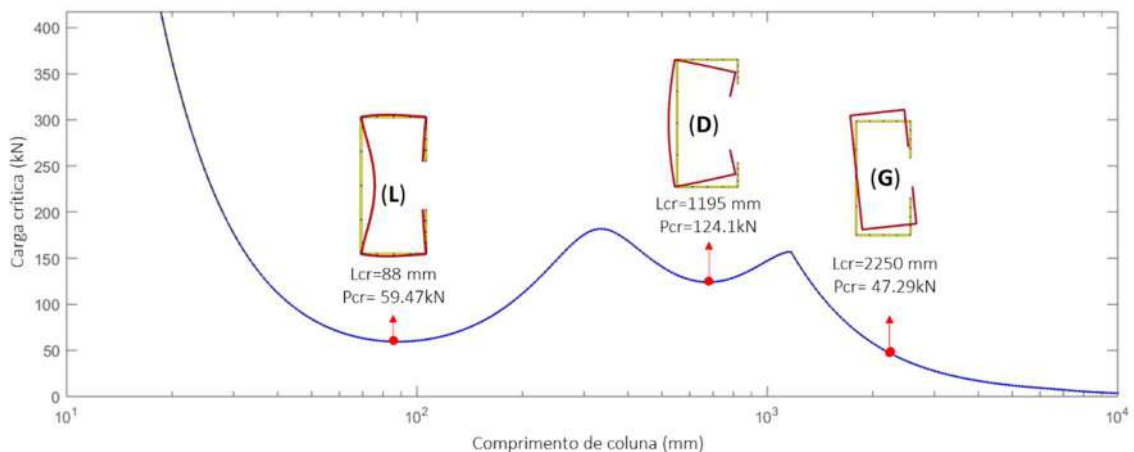 Carga crítica (kN)
400
350
300
250
200
150
100
50
0
(L)
Lcr=88 mm
Pcr= 59.47kN
(D)
Lcr=1195 mm
Pcr=124.1kN
(G)
Lcr=2250 mm
Pcr= 47.29kN
10¹ 10² 10³ 10⁴
Comprimento de coluna (mm)